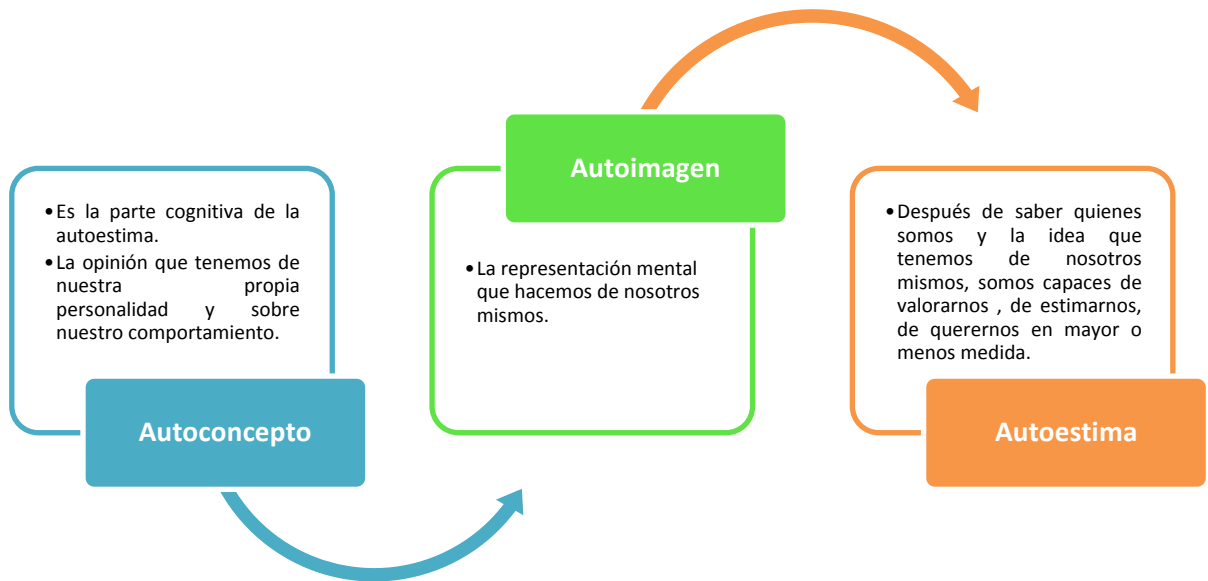 •Es la parte cognitiva de la
autoestima.
•La opinión que tenemos de
nuestra propia
personalidad y sobre
nuestro comportamiento.
Autoconcepto
Autoimagen
•La representación mental
que hacemos de nosotros
mismos.
•Después de saber quienes
somos y la idea que
tenemos de nosotros
mismos, somos capaces de
valorarnos , de estimarnos,
de querernos en mayor o
menos medida.
Autoestima